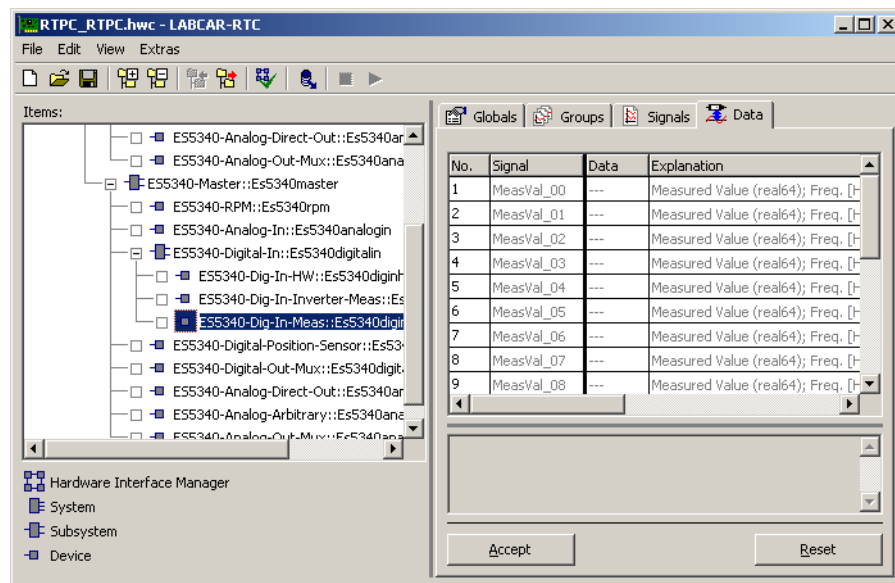 RTPC_RTPC.hwc - LABCAR-RTC
File Edit View Extras
Items:
ES5340-Analog-Direct-Out::Es5340ar
ES5340-Analog-Out-Mux::Es5340ana
ES5340-Master::Es5340master
ES5340-RPM::Es5340rpm
ES5340-Analog-In::Es5340analogin
ES5340-Digital-In::Es5340digitalin
ES5340-Dig-In-HW::Es5340diginh
ES5340-Dig-In-Inverter-Meas::Es
ES5340-Dig-In-Meas::Es5340digin
ES5340-Digital-Position-Sensor::Es534
ES5340-Digital-Out-Mux::Es5340digit
ES5340-Analog-Direct-Out::Es5340ar
ES5340-Analog-Arbitrary::Es5340ana
ES5340-Analog-Out-Mux::Es5340ana
Hardware Interface Manager
System
Subsystem
Device
Globals Groups Signals Data
No. Signal Data Explanation
1 MeasVal_00 --- Measured Value (real64); Freq. [H
2 MeasVal_01 --- Measured Value (real64); Freq. [H
3 MeasVal_02 --- Measured Value (real64); Freq. [H
4 MeasVal_03 --- Measured Value (real64); Freq. [H
5 MeasVal_04 --- Measured Value (real64); Freq. [H
6 MeasVal_05 --- Measured Value (real64); Freq. [H
7 MeasVal_06 --- Measured Value (real64); Freq. [H
8 MeasVal_07 --- Measured Value (real64); Freq. [H
9 MeasVal_08 --- Measured Value (real64); Freq. [H
Accept Reset